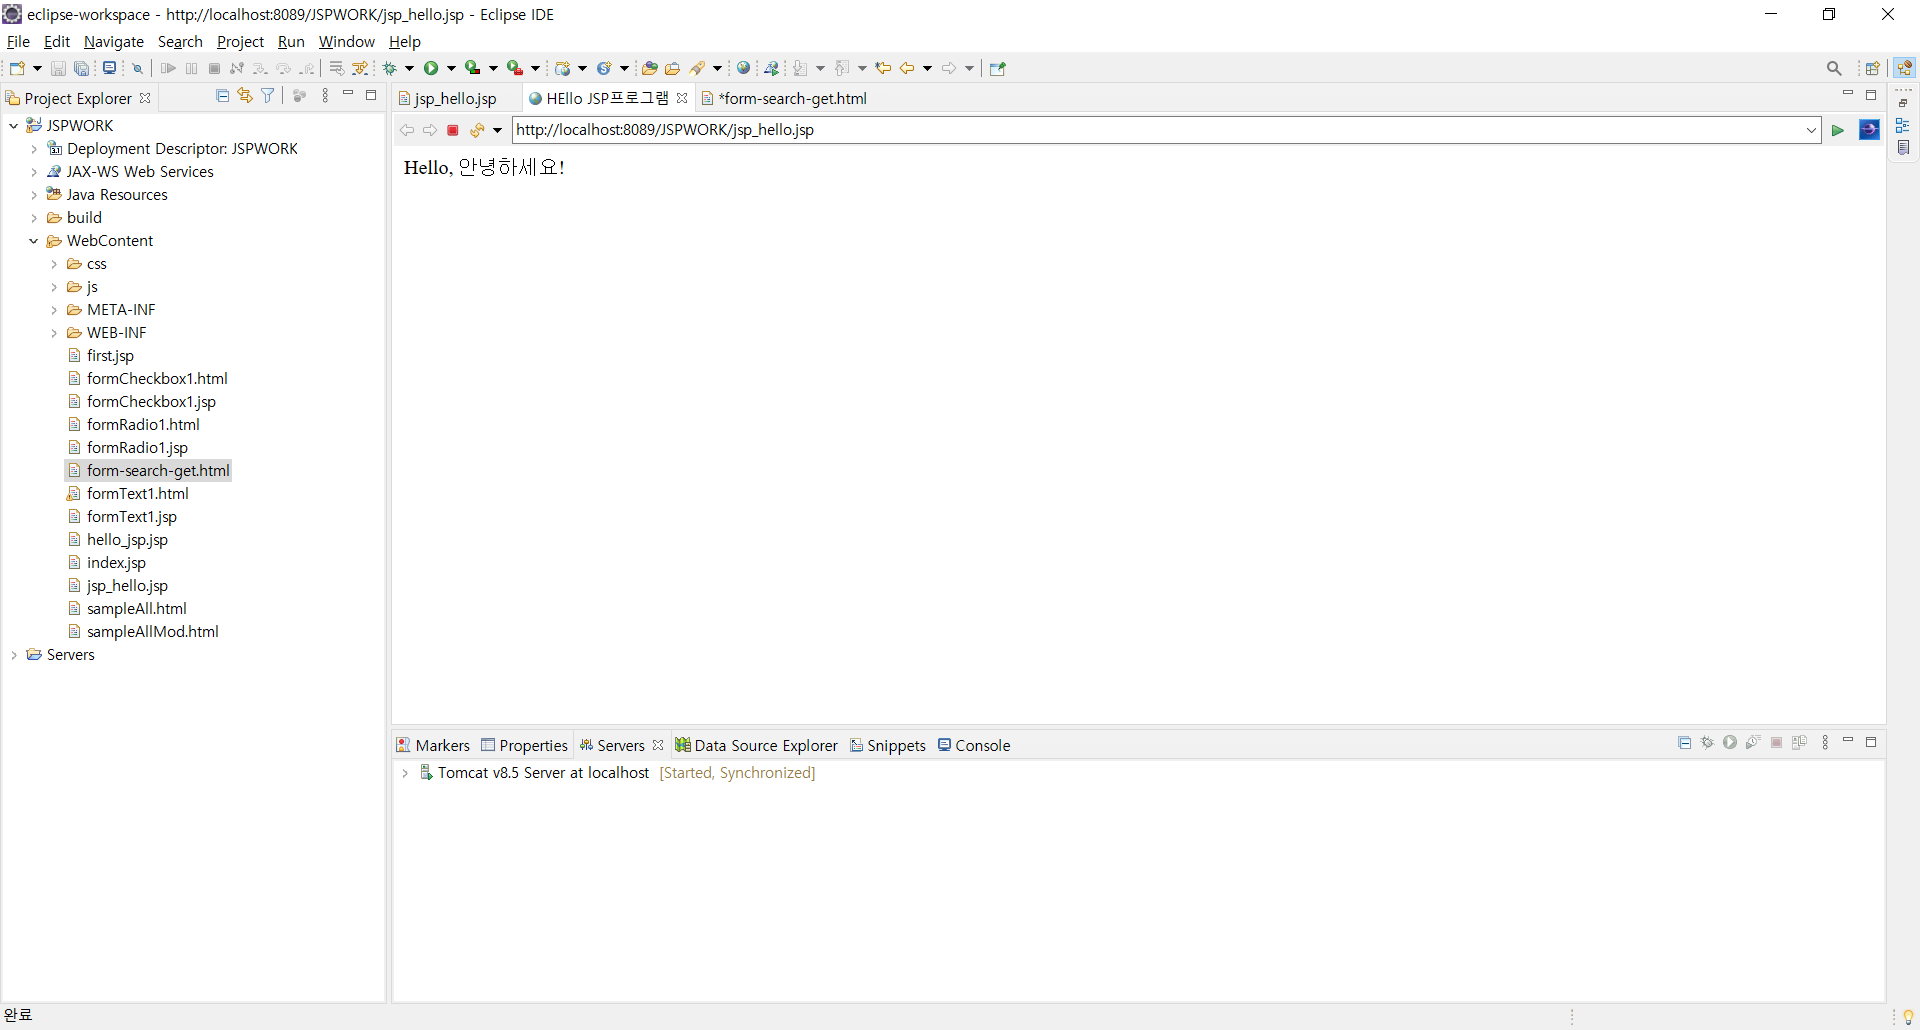 eclipse-workspace - http://localhost:8089/JSPWORK/jsp_hello.jsp - Eclipse IDE
File Edit Navigate Search Project Run Window Help
Project Explorer
JSPWORK
Deployment Descriptor: JSPWORK
JAX-WS Web Services
Java Resources
build
WebContent
css
js
META-INF
WEB-INF
first.jsp
formCheckbox1.html
formCheckbox1.jsp
formRadio1.html
formRadio1.jsp
form-search-get.html
formText1.html
formText1.jsp
hello_jsp.jsp
index.jsp
jsp_hello.jsp
sampleAll.html
sampleAllMod.html
Servers
jsp_hello.jsp HEllo JSP프로그램 *form-search-get.html
http://localhost:8089/JSPWORK/jsp_hello.jsp
Hello, 안녕하세요!
Markers Properties Servers Data Source Explorer Snippets Console
Tomcat v8.5 Server at localhost [Started, Synchronized]
완료